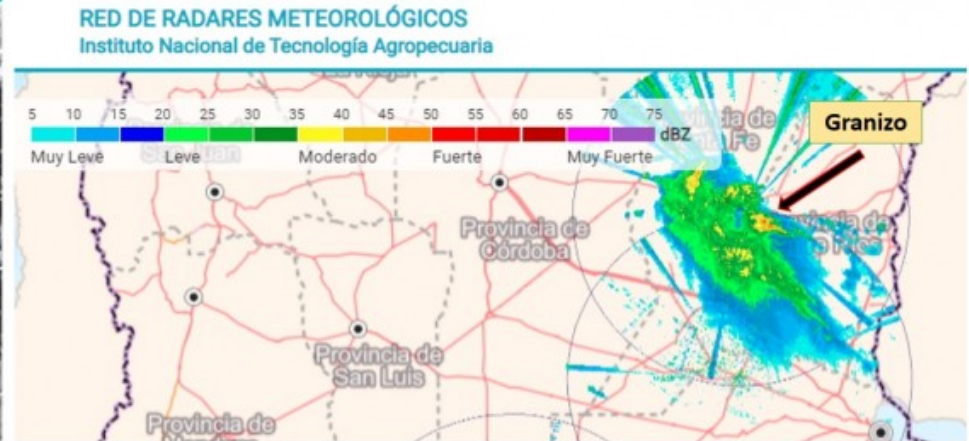 RED DE RADARES METEOROLÓGICOS
Instituto Nacional de Tecnología Agropecuaria
5 10 15 20 25 30 35 40 45 50 55 60 65 70 75 dBZ
Muy Leve Leve Moderado Fuerte Muy Fuerte
San Juan
Granizo
Provincia de
Córdoba
Provincia de
San Luis
Provincia de